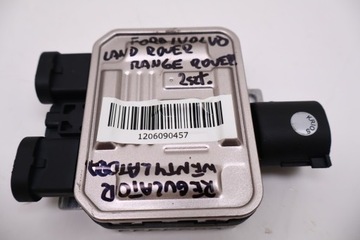 FORD/VOLVO
LAND ROVER
RANGE ROVER
2szt.
1206090457
REGULATOR
WENTYLATORA